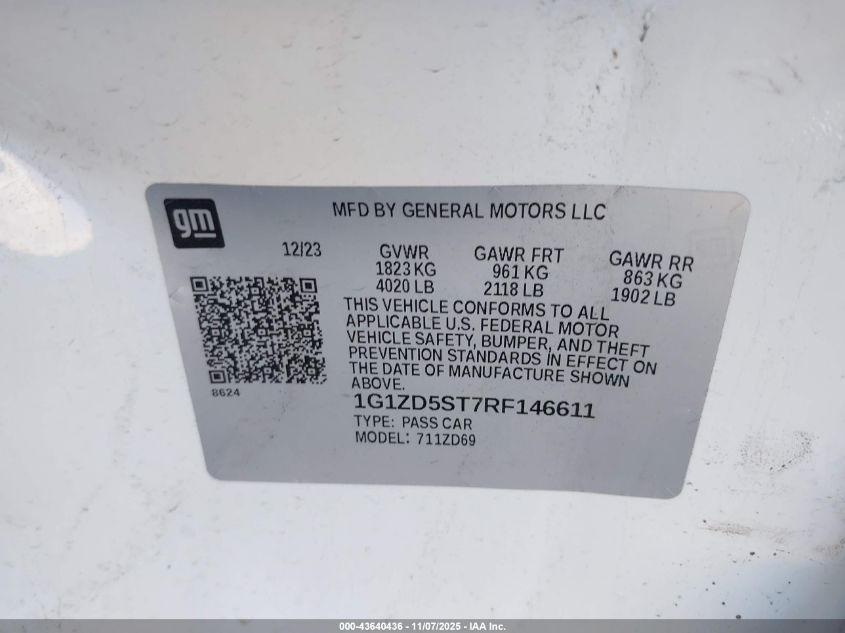 gm
MFD BY GENERAL MOTORS LLC
12/23
GVWR
1823 KG
4020 LB
GAWR FRT
961 KG
2118 LB
GAWR RR
863 KG
1902 LB
THIS VEHICLE CONFORMS TO ALL
APPLICABLE U.S. FEDERAL MOTOR
VEHICLE SAFETY, BUMPER, AND THEFT
PREVENTION STANDARDS IN EFFECT ON
THE DATE OF MANUFACTURE SHOWN
ABOVE.
8624
1G1ZD5ST7RF146611
TYPE: PASS CAR
MODEL: 711ZD69
000-43640436 - 11/07/2025 - IAA Inc.